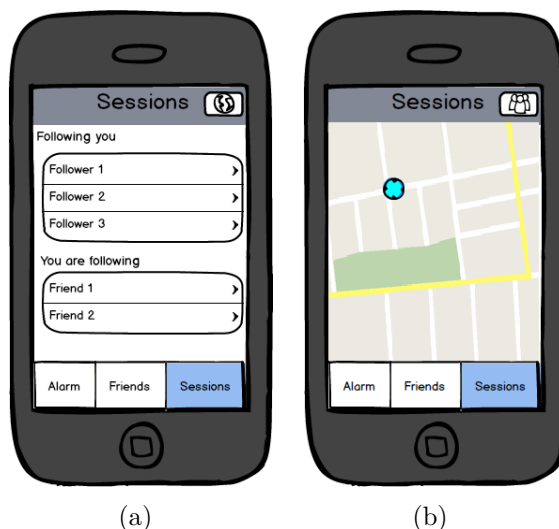 Sessions
Following you
Follower 1
Follower 2
Follower 3
You are following
Friend 1
Friend 2
Alarm Friends Sessions
(a)
Sessions
Alarm Friends Sessions
(b)